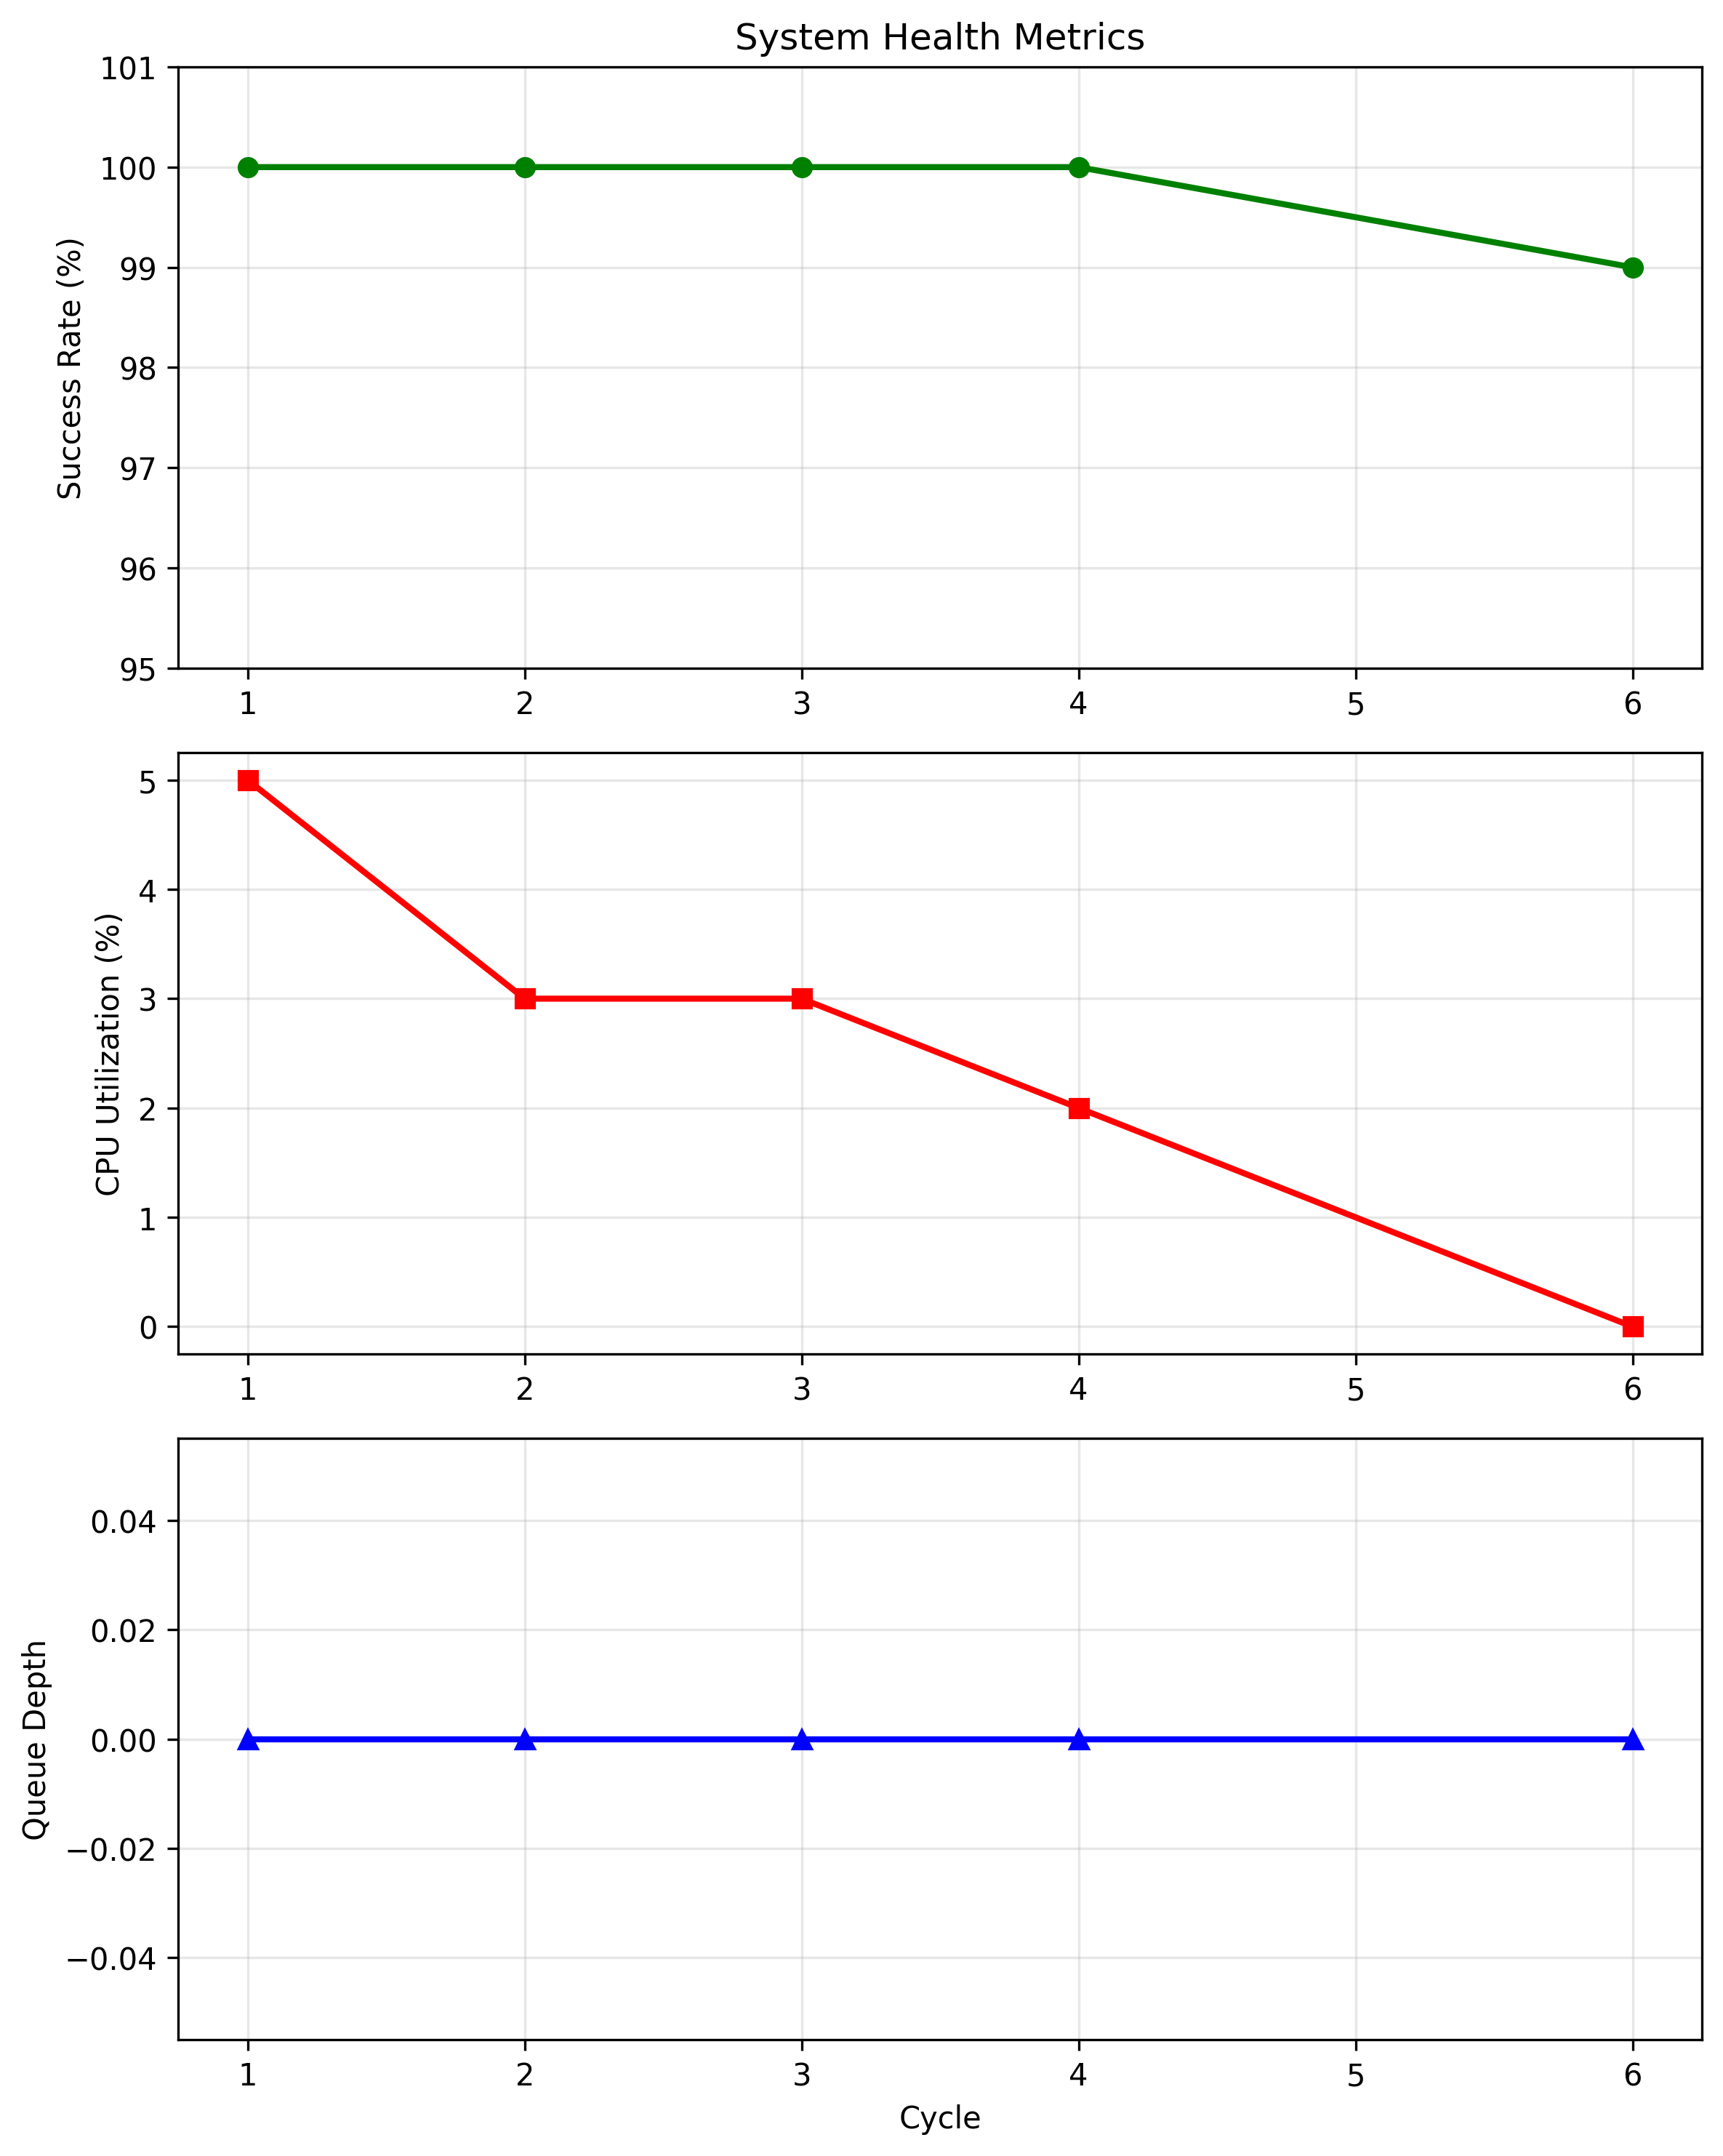 System Health Metrics
101
100
99
98
97
96
95
Success Rate (%)
1 2 3 4 5 6
5
4
3
2
1
0
CPU Utilization (%)
1 2 3 4 5 6
0.04
0.02
0.00
−0.02
−0.04
Queue Depth
1 2 3 4 5 6
Cycle